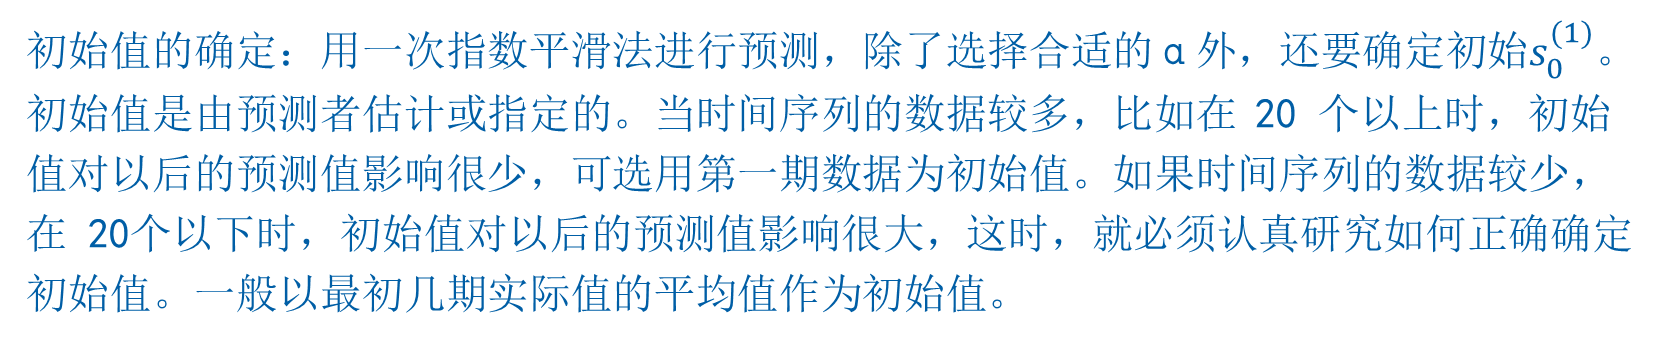 初始值的确定：用一次指数平滑法进行预测，除了选择合适的α外，还要确定初始s₀⁽¹⁾。
初始值是由预测者估计或指定的。当时间序列的数据较多，比如在 20 个以上时，初始
值对以后的预测值影响很少，可选用第一期数据为初始值。如果时间序列的数据较少，
在 20个以下时，初始值对以后的预测值影响很大，这时，就必须认真研究如何正确确定
初始值。一般以最初几期实际值的平均值作为初始值。